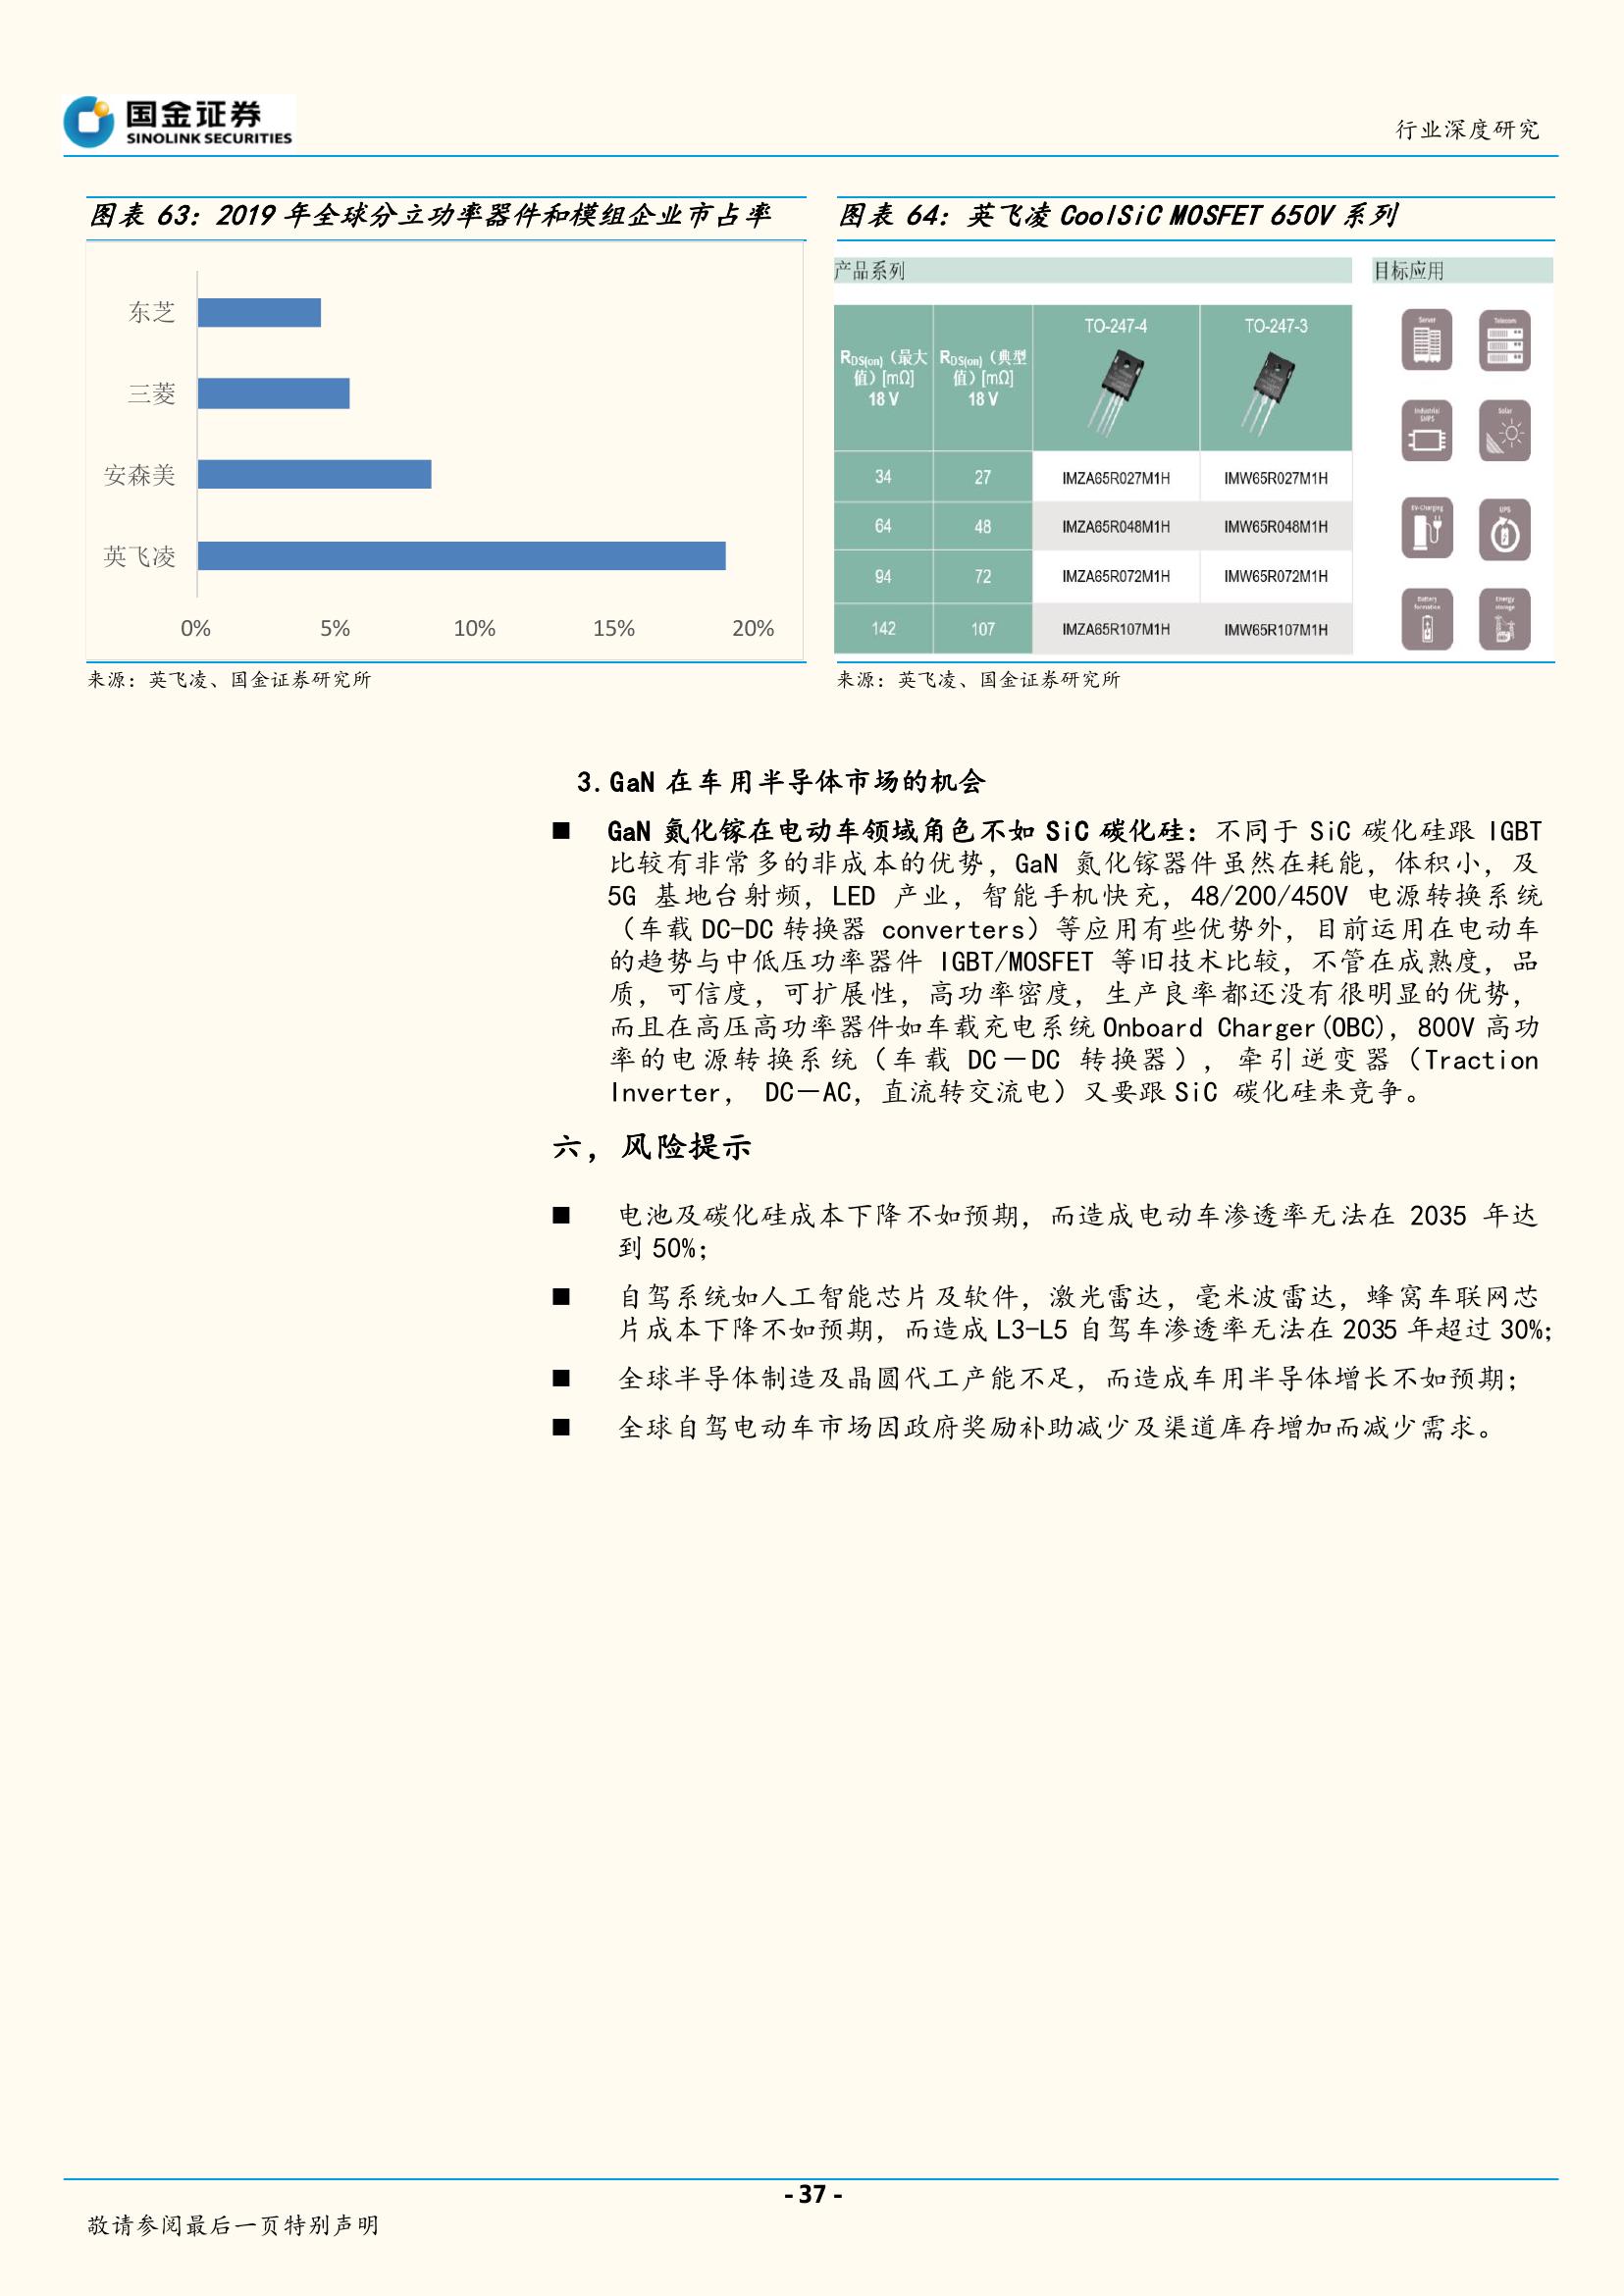 国金证券
SINOLINK SECURITIES
行业深度研究
图表 63：2019 年全球分立功率器件和模组企业市占率
东芝
三菱
安森美
英飞凌
0% 5% 10% 15% 20%
来源：英飞凌、国金证券研究所
图表 64：英飞凌 CoolSiC MOSFET 650V 系列
产品系列
目标应用
RDS(on)（最大值）[mΩ] 18 V
RDS(on)（典型值）[mΩ] 18 V
TO-247-4
TO-247-3
34 27 IMZA65R027M1H IMW65R027M1H
64 48 IMZA65R048M1H IMW65R048M1H
94 72 IMZA65R072M1H IMW65R072M1H
142 107 IMZA65R107M1H IMW65R107M1H
Server
Telecom
Industrial SMPS
Solar
EV-Charging
UPS
Battery formation
Energy storage
来源：英飞凌、国金证券研究所
3.GaN 在车用半导体市场的机会
■ GaN 氮化镓在电动车领域角色不如 SiC 碳化硅：不同于 SiC 碳化硅跟 IGBT
比较有非常多的非成本的优势，GaN 氮化镓器件虽然在耗能，体积小，及
5G 基地台射频，LED 产业，智能手机快充，48/200/450V 电源转换系统
（车载 DC-DC 转换器 converters）等应用有些优势外，目前运用在电动车
的趋势与中低压功率器件 IGBT/MOSFET 等旧技术比较，不管在成熟度，品
质，可信度，可扩展性，高功率密度，生产良率都还没有很明显的优势，
而且在高压高功率器件如车载充电系统 Onboard Charger(OBC)，800V 高功
率的电源转换系统（车载 DC－DC 转换器），牵引逆变器（Traction
Inverter， DC－AC，直流转交流电）又要跟 SiC 碳化硅来竞争。
六，风险提示
■ 电池及碳化硅成本下降不如预期，而造成电动车渗透率无法在 2035 年达
到 50%；
■ 自驾系统如人工智能芯片及软件，激光雷达，毫米波雷达，蜂窝车联网芯
片成本下降不如预期，而造成 L3-L5 自驾车渗透率无法在 2035 年超过 30%；
■ 全球半导体制造及晶圆代工产能不足，而造成车用半导体增长不如预期；
■ 全球自驾电动车市场因政府奖励补助减少及渠道库存增加而减少需求。
- 37 -
敬请参阅最后一页特别声明